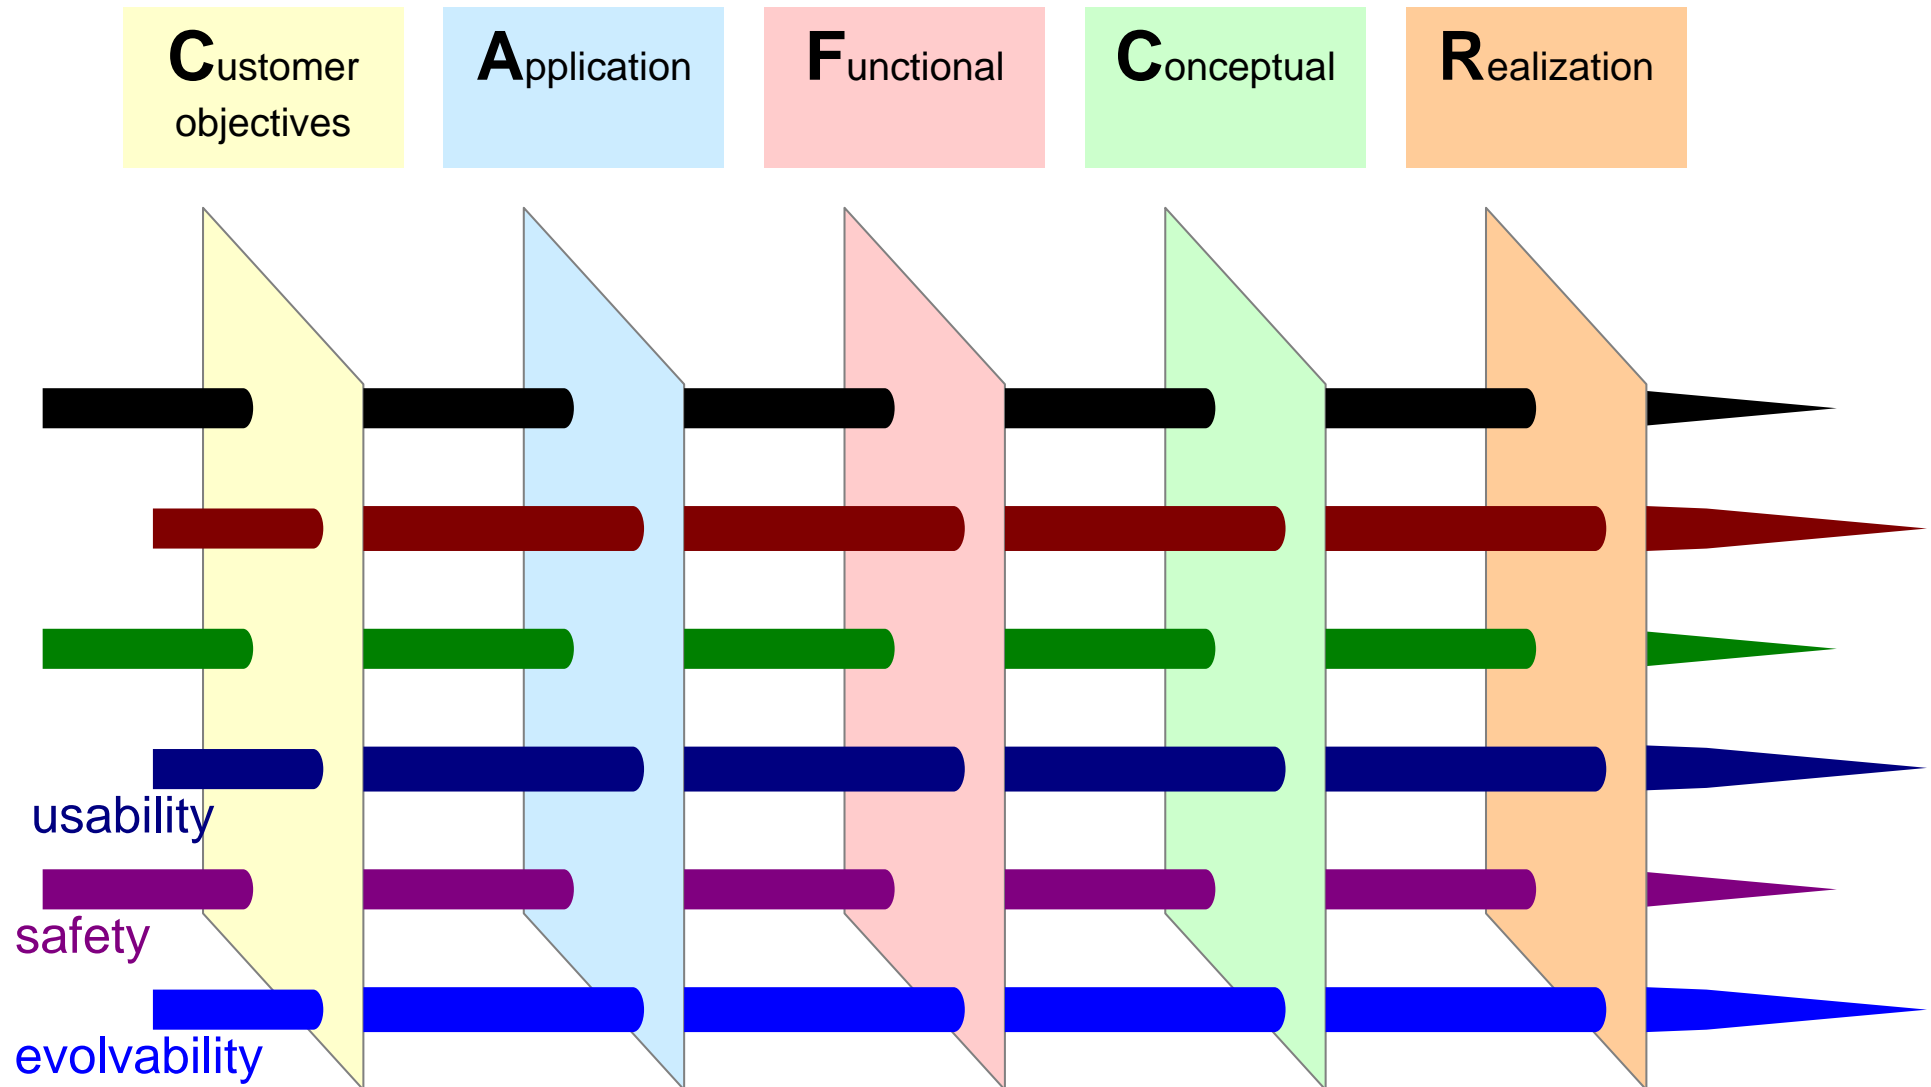 Customer
objectives
Application
Functional
Conceptual
Realization
usability
safety
evolvability